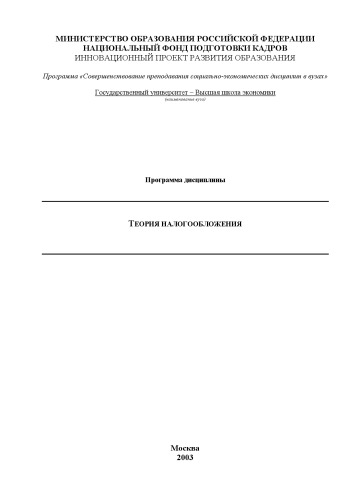 МИНИСТЕРСТВО ОБРАЗОВАНИЯ РОССИЙСКОЙ ФЕДЕРАЦИИ
НАЦИОНАЛЬНЫЙ ФОНД ПОДГОТОВКИ КАДРОВ
ИННОВАЦИОННЫЙ ПРОЕКТ РАЗВИТИЯ ОБРАЗОВАНИЯ
Программа «Совершенствование преподавания социально-экономических дисциплин в вузах»
Государственный университет – Высшая школа экономики
(наименование вуза)
Программа дисциплины
ТЕОРИЯ НАЛОГООБЛОЖЕНИЯ
Москва
2003